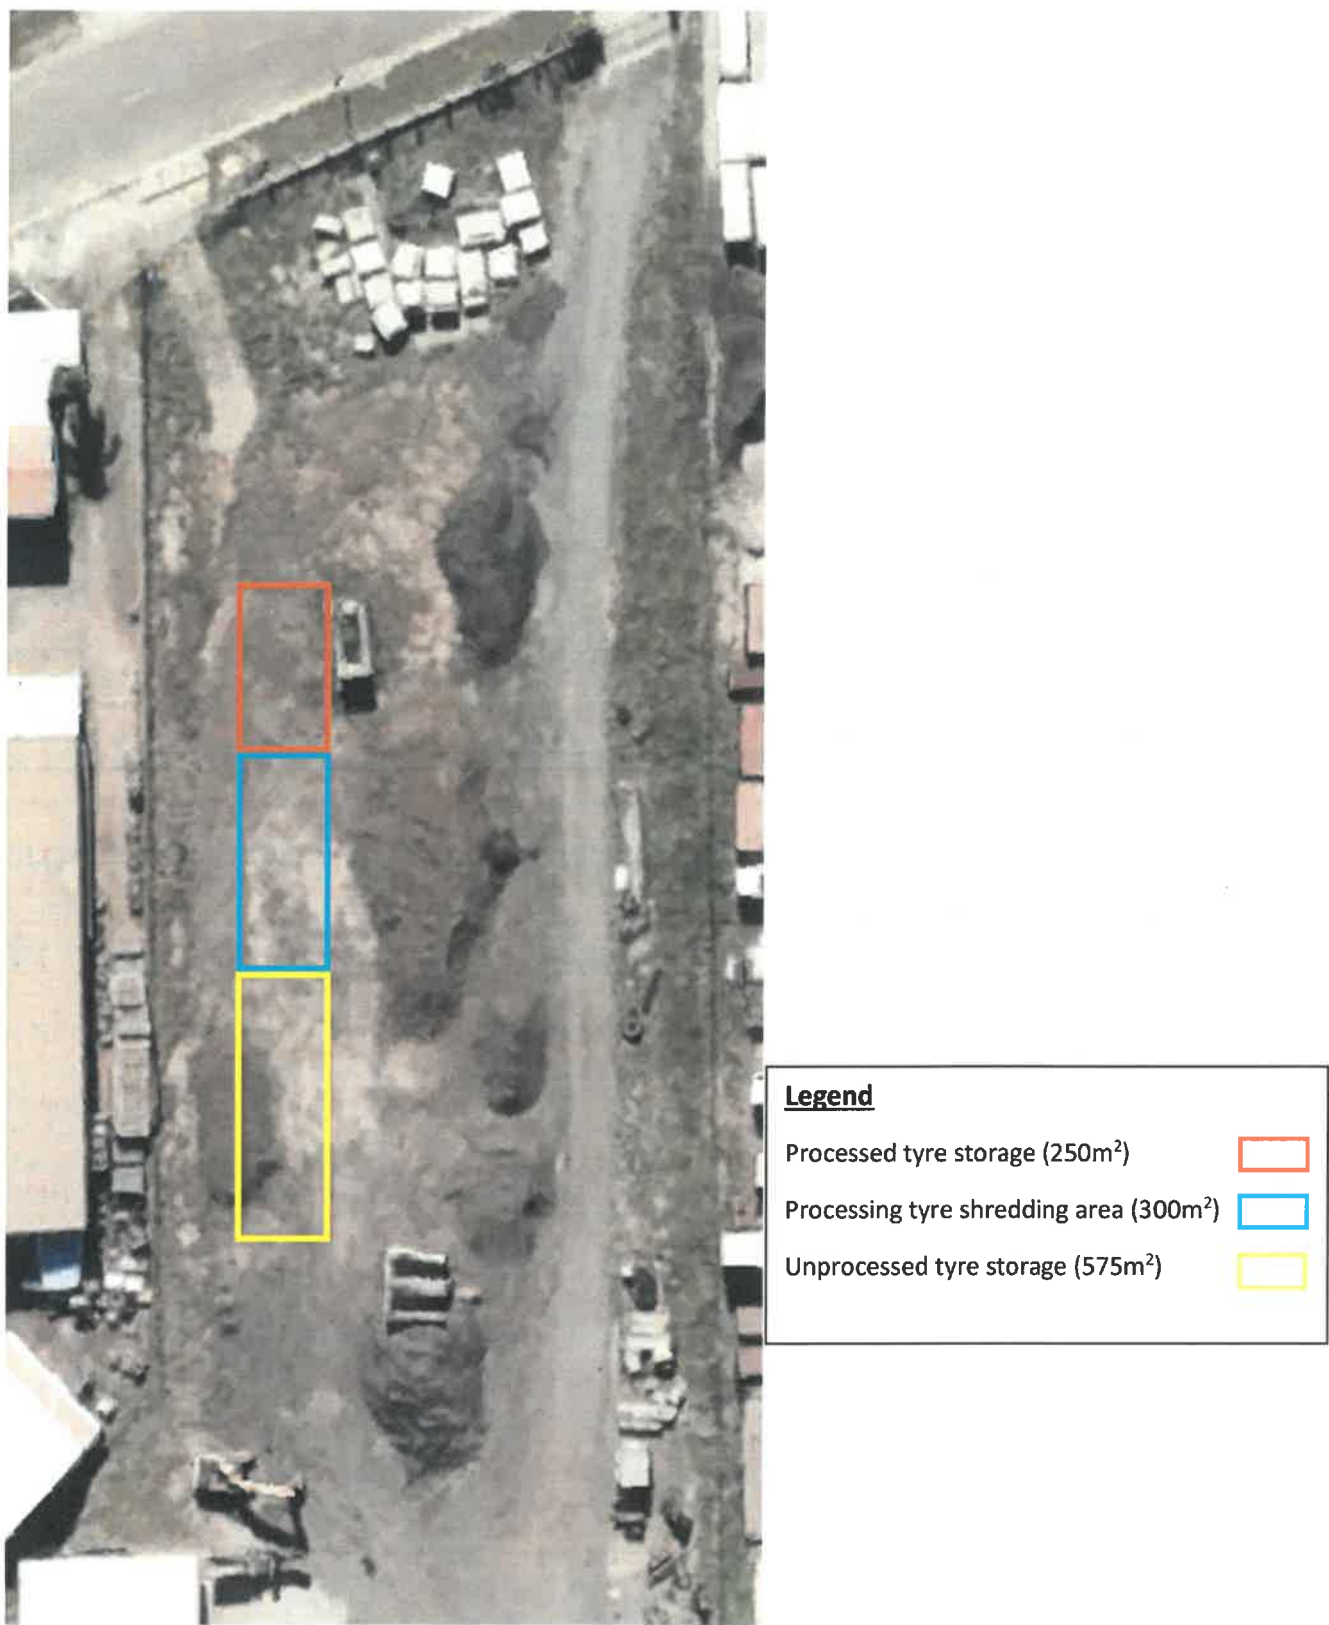 Legend
Processed tyre storage (250m²)
Processing tyre shredding area (300m²)
Unprocessed tyre storage (575m²)